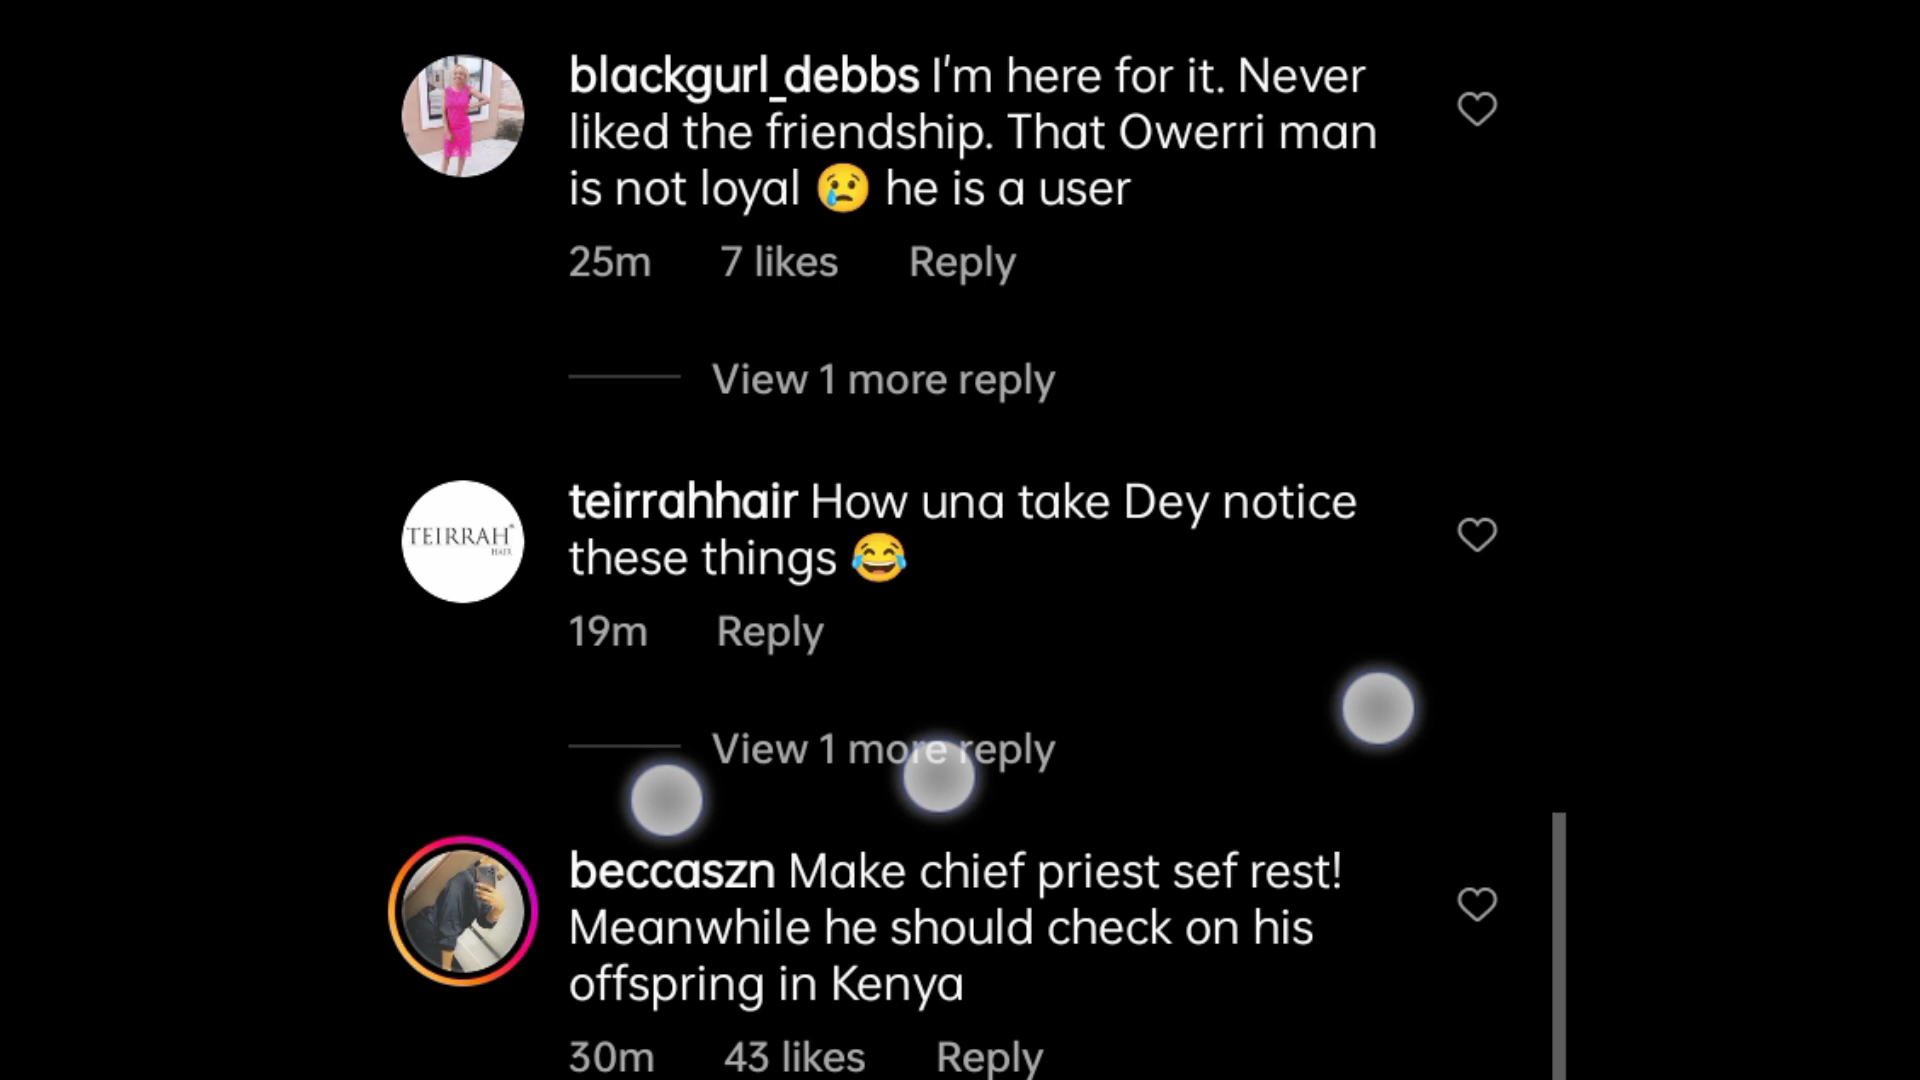 blackgurl_debbs I'm here for it. Never
liked the friendship. That Owerri man
is not loyal 😢 he is a user
25m 7 likes Reply
View 1 more reply
TEIRRAH®
HAIR
teirrahhair How una take Dey notice
these things 😂
19m Reply
View 1 more reply
beccaszn Make chief priest sef rest!
Meanwhile he should check on his
offspring in Kenya
30m 43 likes Reply